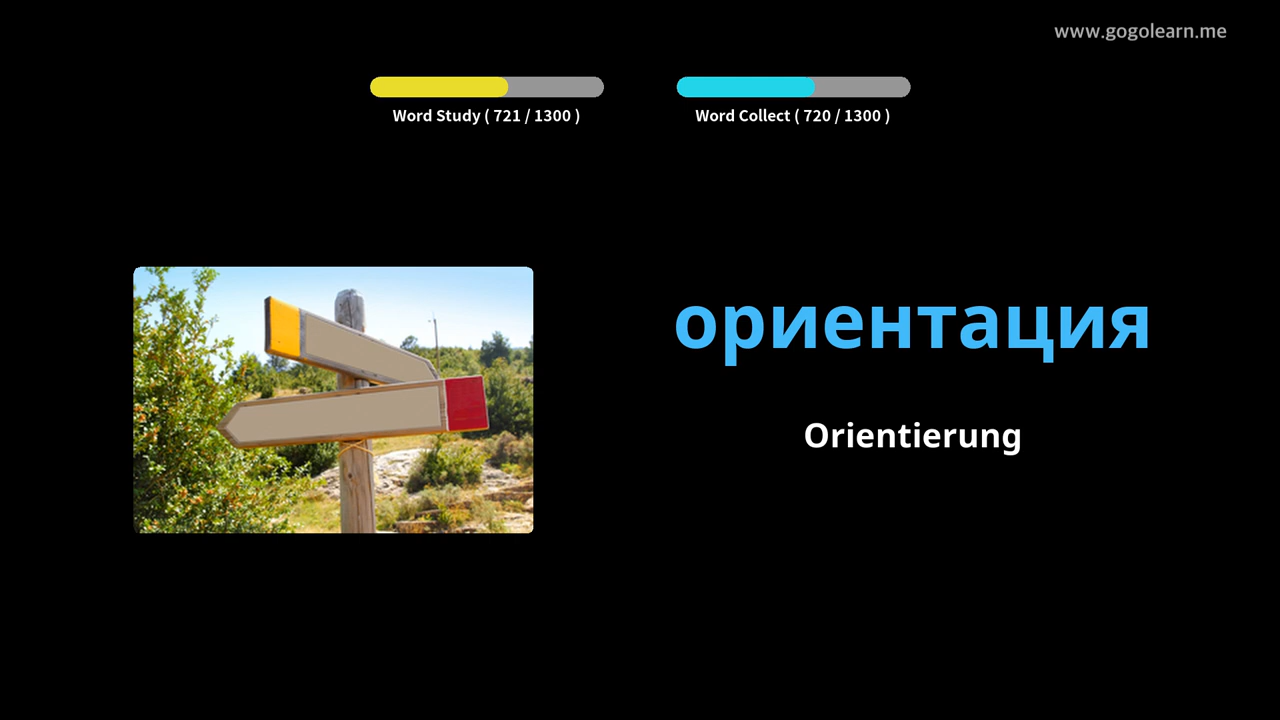 www.gogolearn.me
Word Study ( 721 / 1300 )
Word Collect ( 720 / 1300 )
ориентация
Orientierung